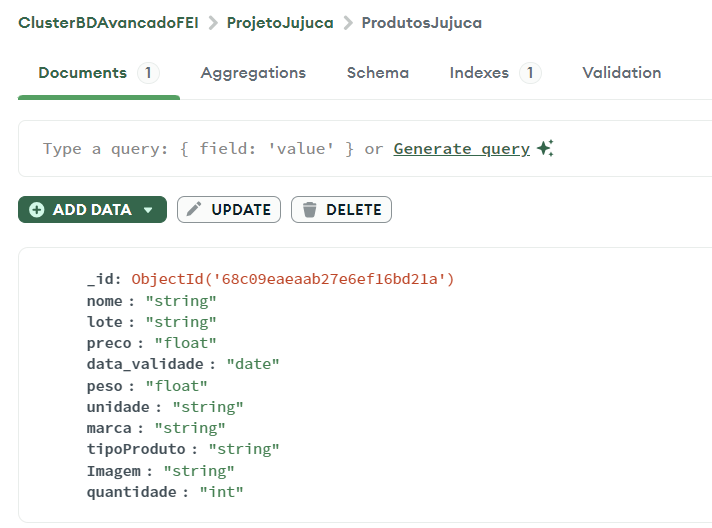 ClusterBDAvancadoFEI > ProjetoJujuca > ProdutosJujuca
Documents 1 Aggregations Schema Indexes 1 Validation
Type a query: { field: 'value' } or Generate query
ADD DATA UPDATE DELETE
_id: ObjectId('68c09eaeaab27e6ef16bd21a')
nome : "string"
lote : "string"
preco : "float"
data_validade : "date"
peso : "float"
unidade : "string"
marca : "string"
tipoProduto : "string"
Imagem : "string"
quantidade : "int"